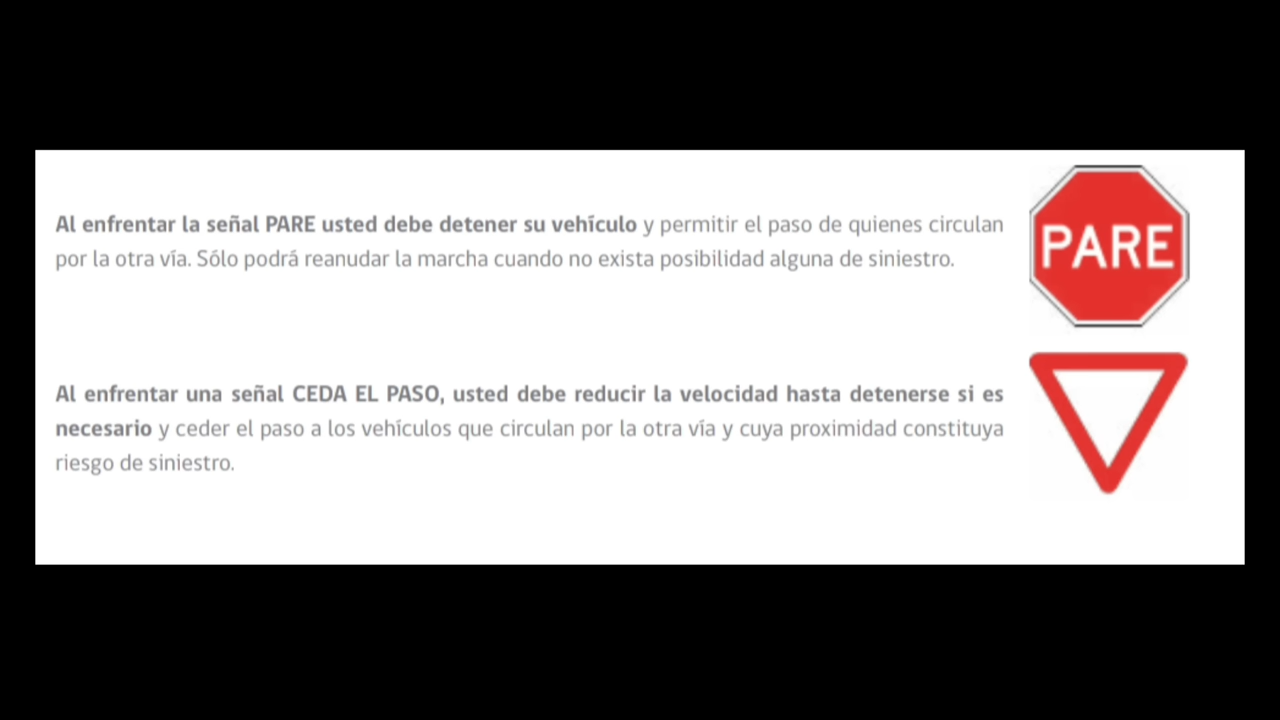 Al enfrentar la señal PARE usted debe detener su vehículo y permitir el paso de quienes circulan
por la otra vía. Sólo podrá reanudar la marcha cuando no exista posibilidad alguna de siniestro.
PARE
Al enfrentar una señal CEDA EL PASO, usted debe reducir la velocidad hasta detenerse si es
necesario y ceder el paso a los vehículos que circulan por la otra vía y cuya proximidad constituya
riesgo de siniestro.